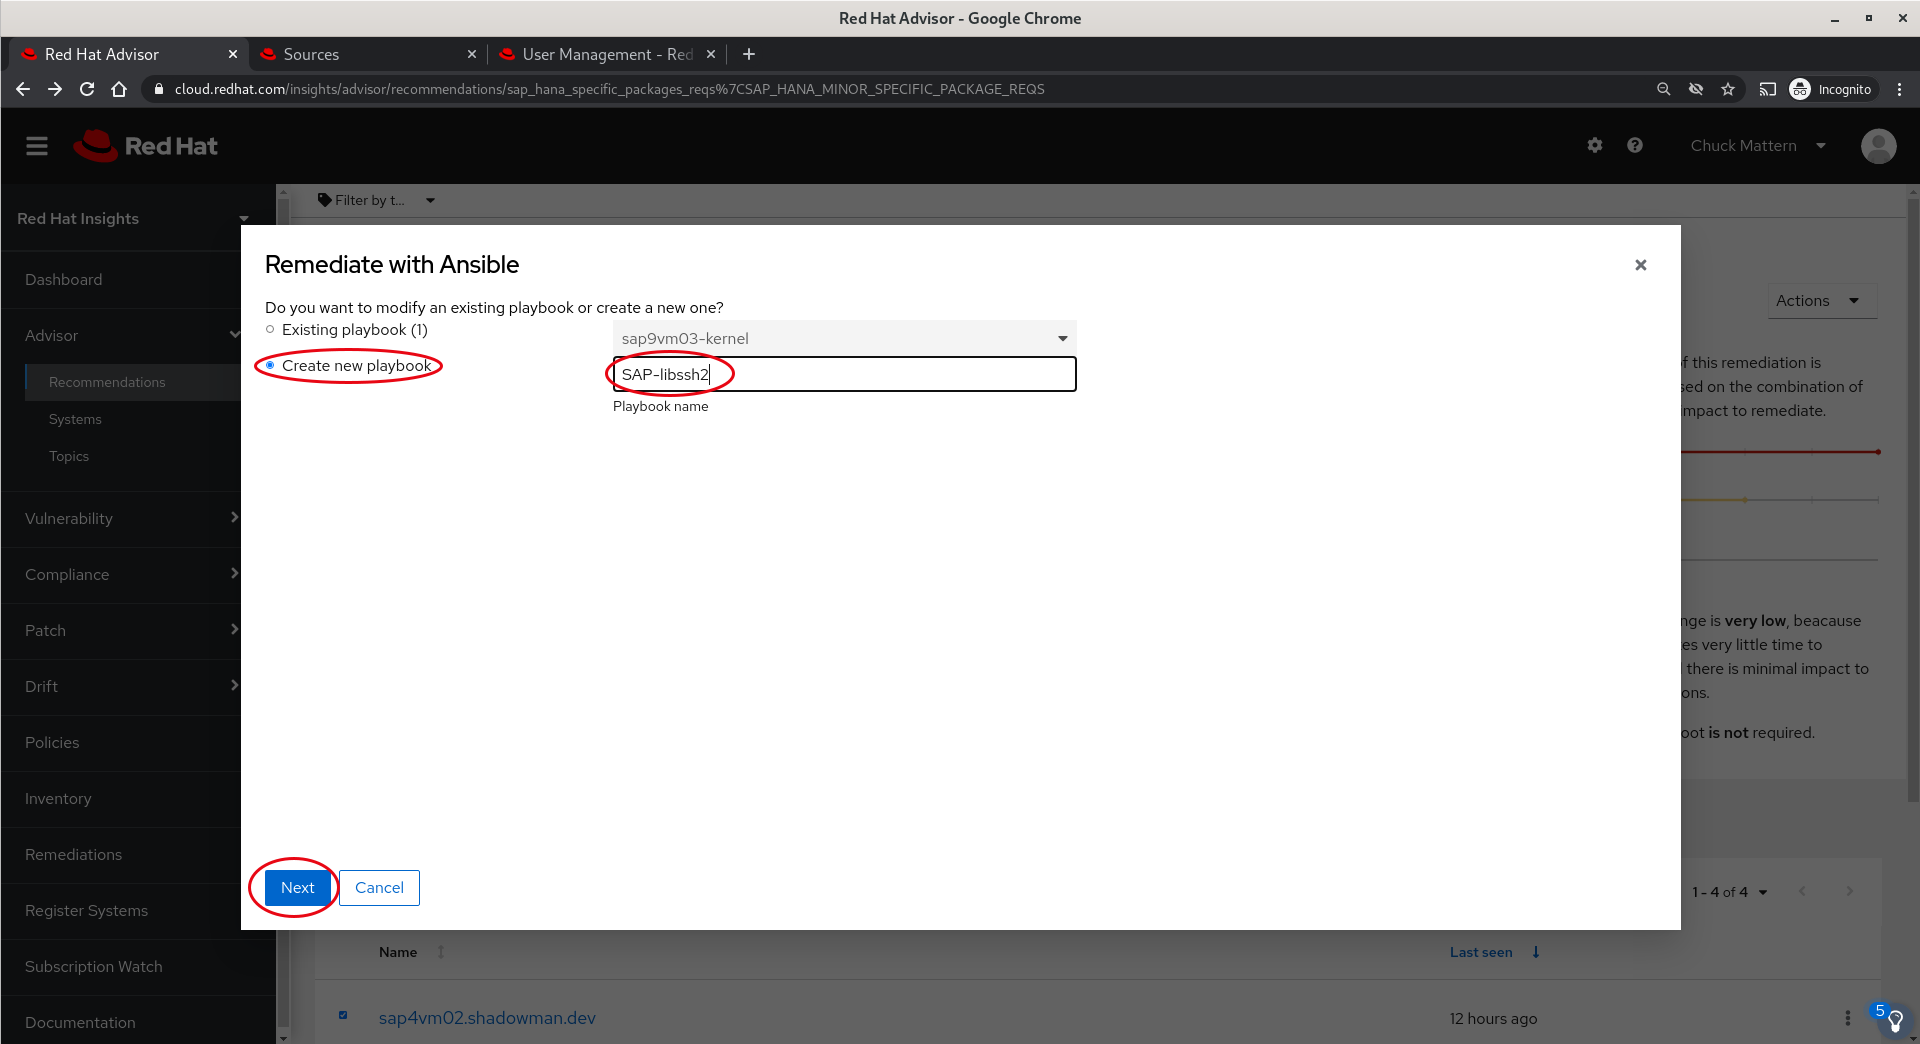 Red Hat Advisor - Google Chrome
Red Hat Advisor
Sources
User Management - Red
cloud.redhat.com/insights/advisor/recommendations/sap_hana_specific_packages_reqs%7CSAP_HANA_MINOR_SPECIFIC_PACKAGE_REQS
Incognito
Red Hat
Chuck Mattern
Red Hat Insights
Filter by t...
Dashboard
Advisor
Recommendations
Systems
Topics
Vulnerability
Compliance
Patch
Drift
Policies
Inventory
Remediations
Register Systems
Subscription Watch
Documentation
Remediate with Ansible
Do you want to modify an existing playbook or create a new one?
Existing playbook (1)
sap9vm03-kernel
Create new playbook
SAP-libssh2
Playbook name
Next
Cancel
Actions
of this remediation is
sed on the combination of
impact to remediate.
nge is very low, beacause
es very little time to
there is minimal impact to
ons.
oot is not required.
1 - 4 of 4
Name
Last seen
sap4vm02.shadowman.dev
12 hours ago
5